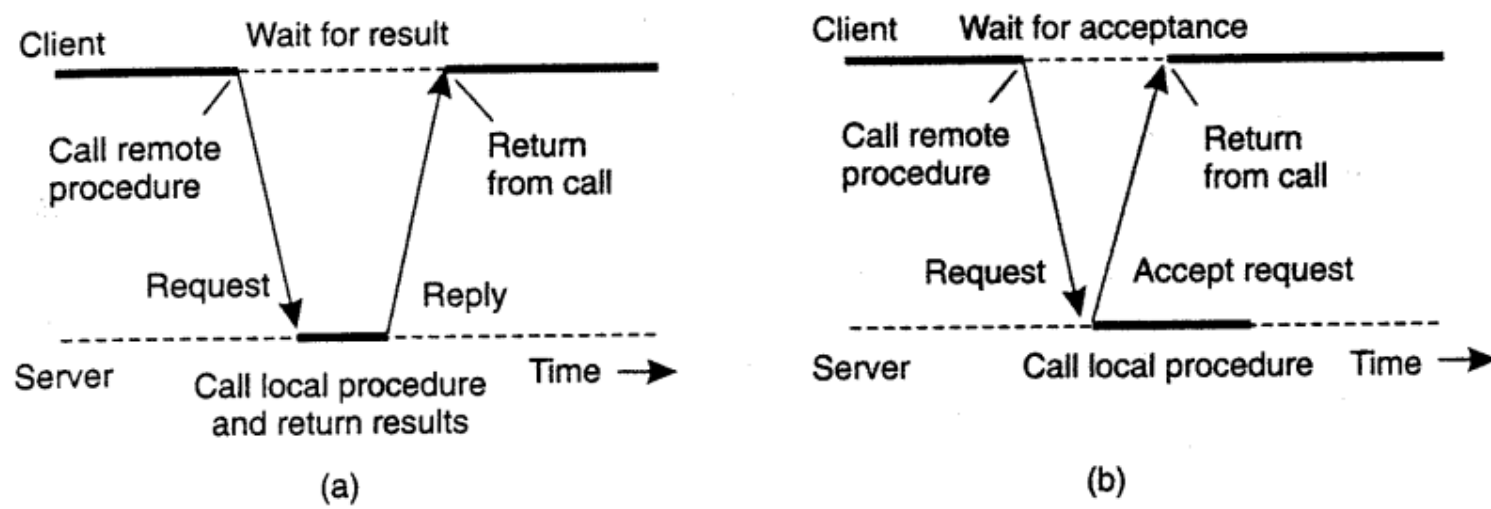 Client
Wait for result
Call remote
procedure
Return
from call
Request
Reply
Server
Call local procedure
and return results
Time
(a)
Client
Wait for acceptance
Call remote
procedure
Return
from call
Request
Accept request
Server
Call local procedure
Time
(b)